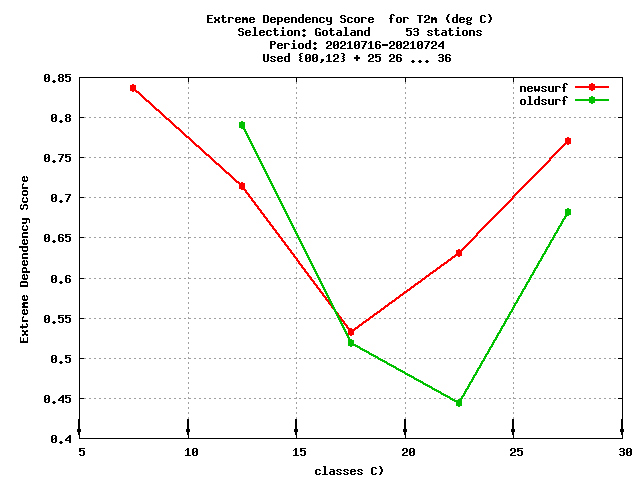 Extreme Dependency Score  for T2m (deg C)
Selection: Gotaland     53 stations
Period: 20210716-20210724
Used {00,12} + 25 26 ... 36
newsurf
oldsurf
Extreme Dependency Score
0.85
0.8
0.75
0.7
0.65
0.6
0.55
0.5
0.45
0.4
5 10 15 20 25 30
classes C)